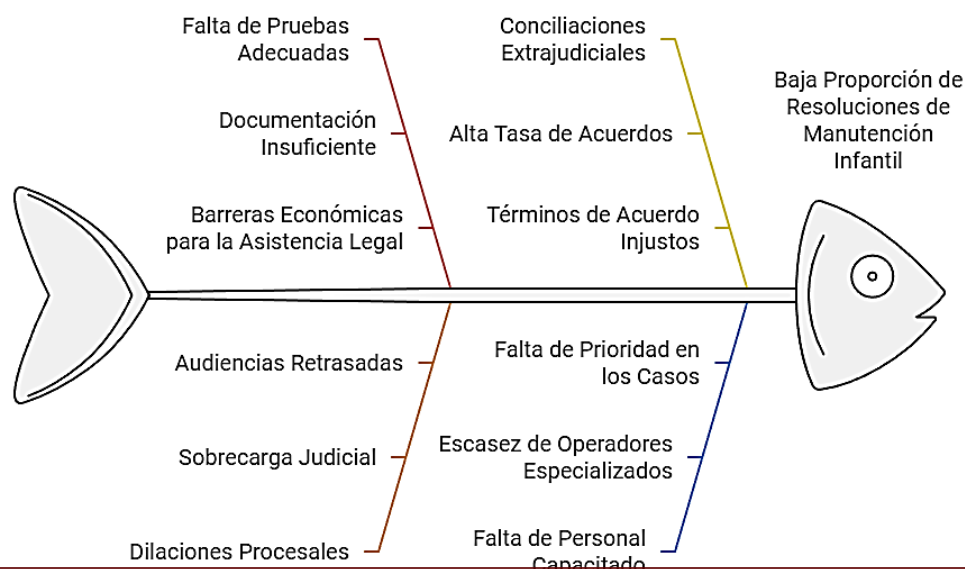 Falta de Pruebas
Adecuadas
Documentación
Insuficiente
Barreras Económicas
para la Asistencia Legal
Conciliaciones
Extrajudiciales
Alta Tasa de Acuerdos
Términos de Acuerdo
Injustos
Baja Proporción de
Resoluciones de
Manutención
Infantil
Audiencias Retrasadas
Sobrecarga Judicial
Dilaciones Procesales
Falta de Prioridad en
los Casos
Escasez de Operadores
Especializados
Falta de Personal
Capacitado